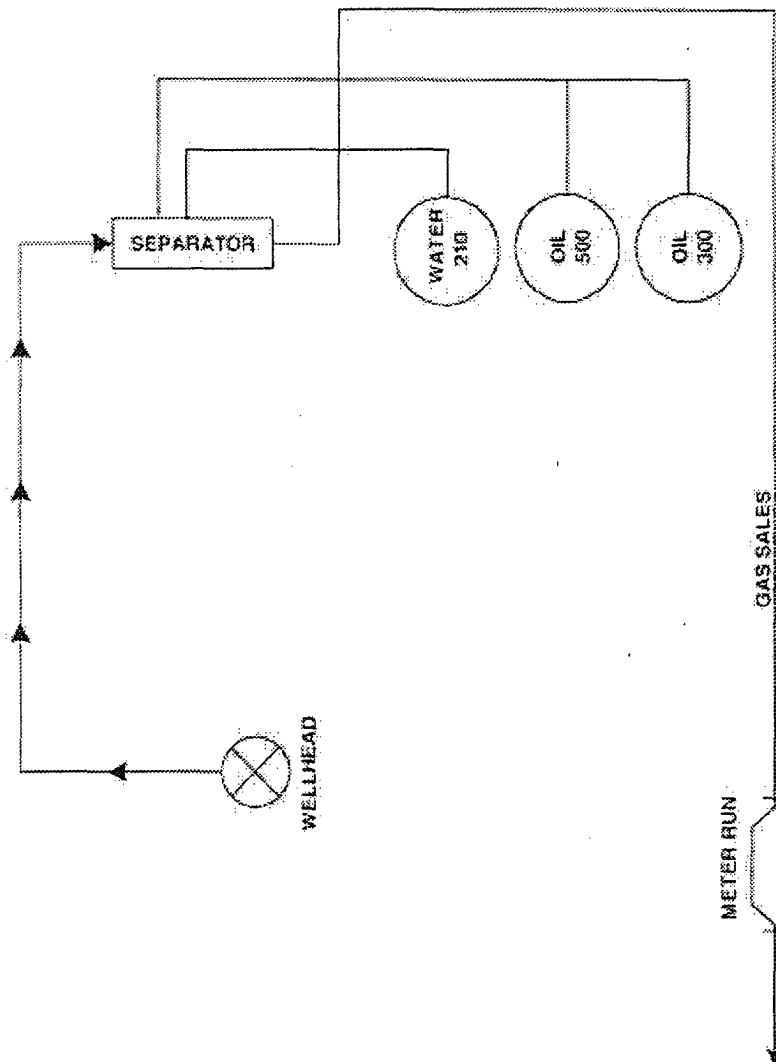 SEPARATOR
WATER
210
OIL
500
OIL
300
WELLHEAD
GAS SALES
METER RUN